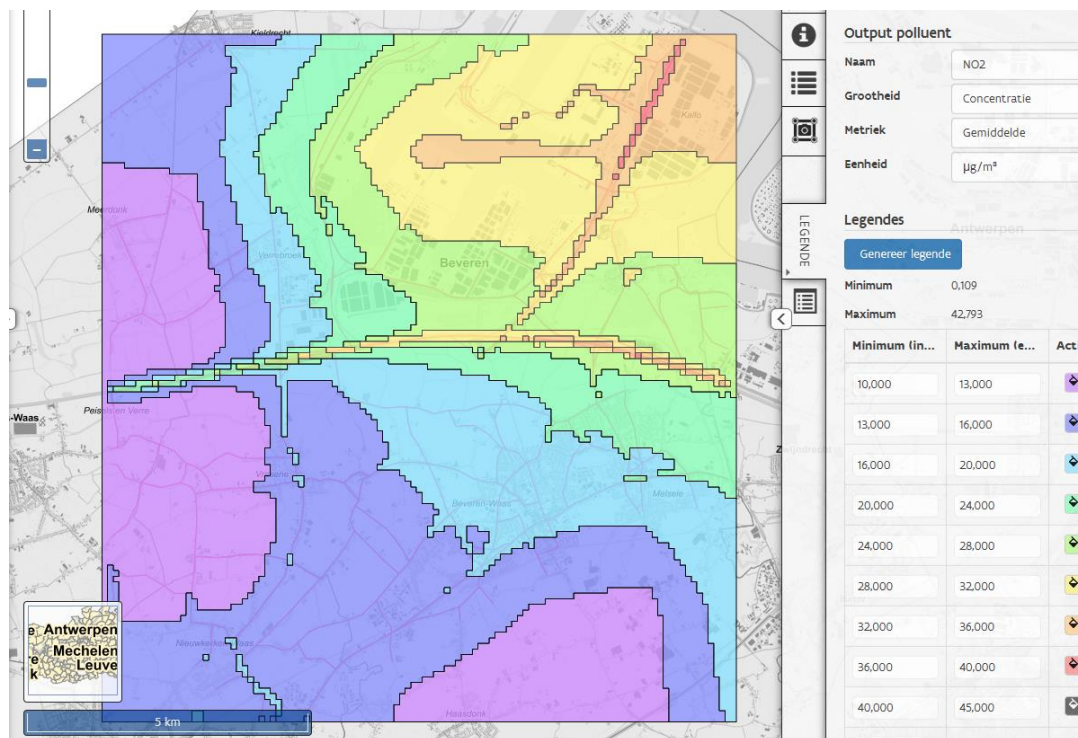 Kieldrecht
Kallo
Meerdonk
Verrebroek
Beveren
-Waas
Vrasene
Beveren-Waas
Melsele
Haasdonk
e Antwerpen
Mechelen
Leuve
k
5 km
LEGENDE
Output polluent
Naam
NO2
Grootheid
Concentratie
Metriek
Gemiddelde
Eenheid
µg/m³
Legendes
Antwerpen
Genereer legende
Minimum 0,109
Maximum 42,793
Minimum (in... Maximum (e... Act
10,000 13,000
13,000 16,000
16,000 20,000
20,000 24,000
24,000 28,000
28,000 32,000
32,000 36,000
36,000 40,000
40,000 45,000